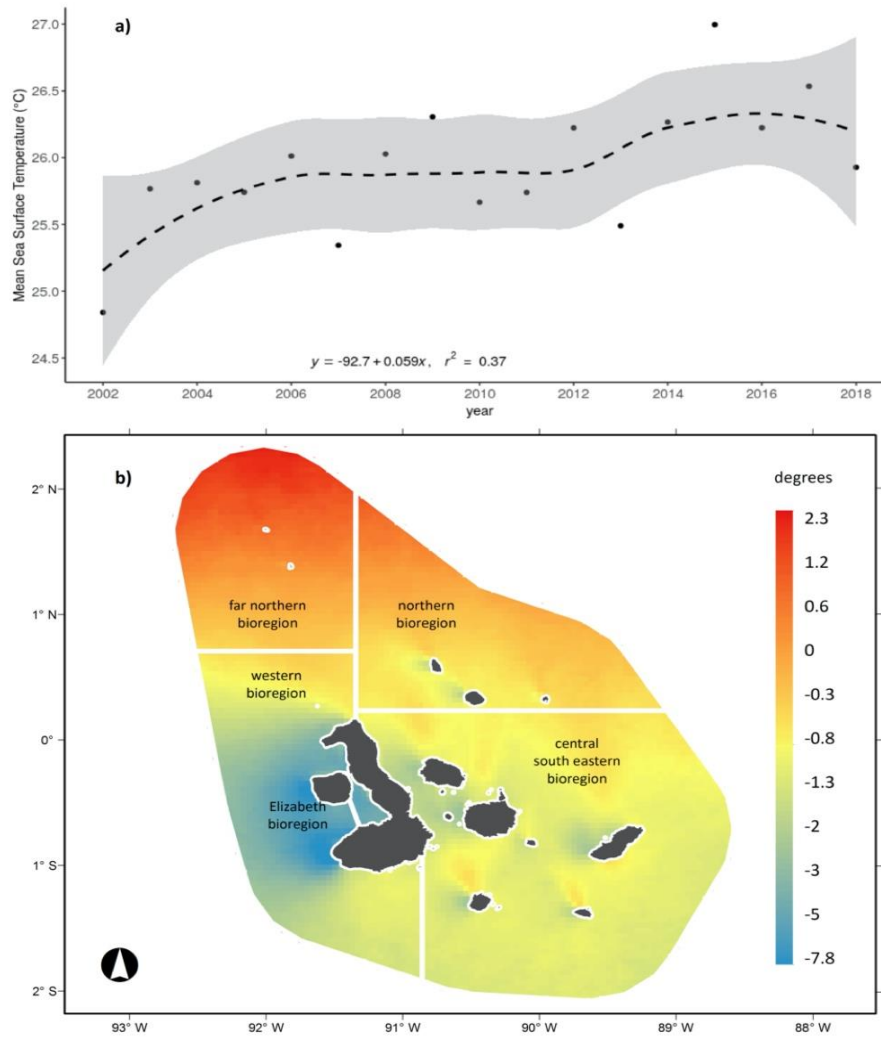 a)
Mean Sea Surface Temperature (°C)
27.0
26.5
26.0
25.5
25.0
24.5
y = -92.7 + 0.059x, r² = 0.37
2002 2004 2006 2008 2010 2012 2014 2016 2018
year
b)
degrees
2.3
1.2
0.6
0
-0.3
-0.8
-1.3
-2
-3
-5
-7.8
2° N
1° N
0°
1° S
2° S
far northern
bioregion
northern
bioregion
western
bioregion
central
south eastern
bioregion
Elizabeth
bioregion
93° W 92° W 91° W 90° W 89° W 88° W